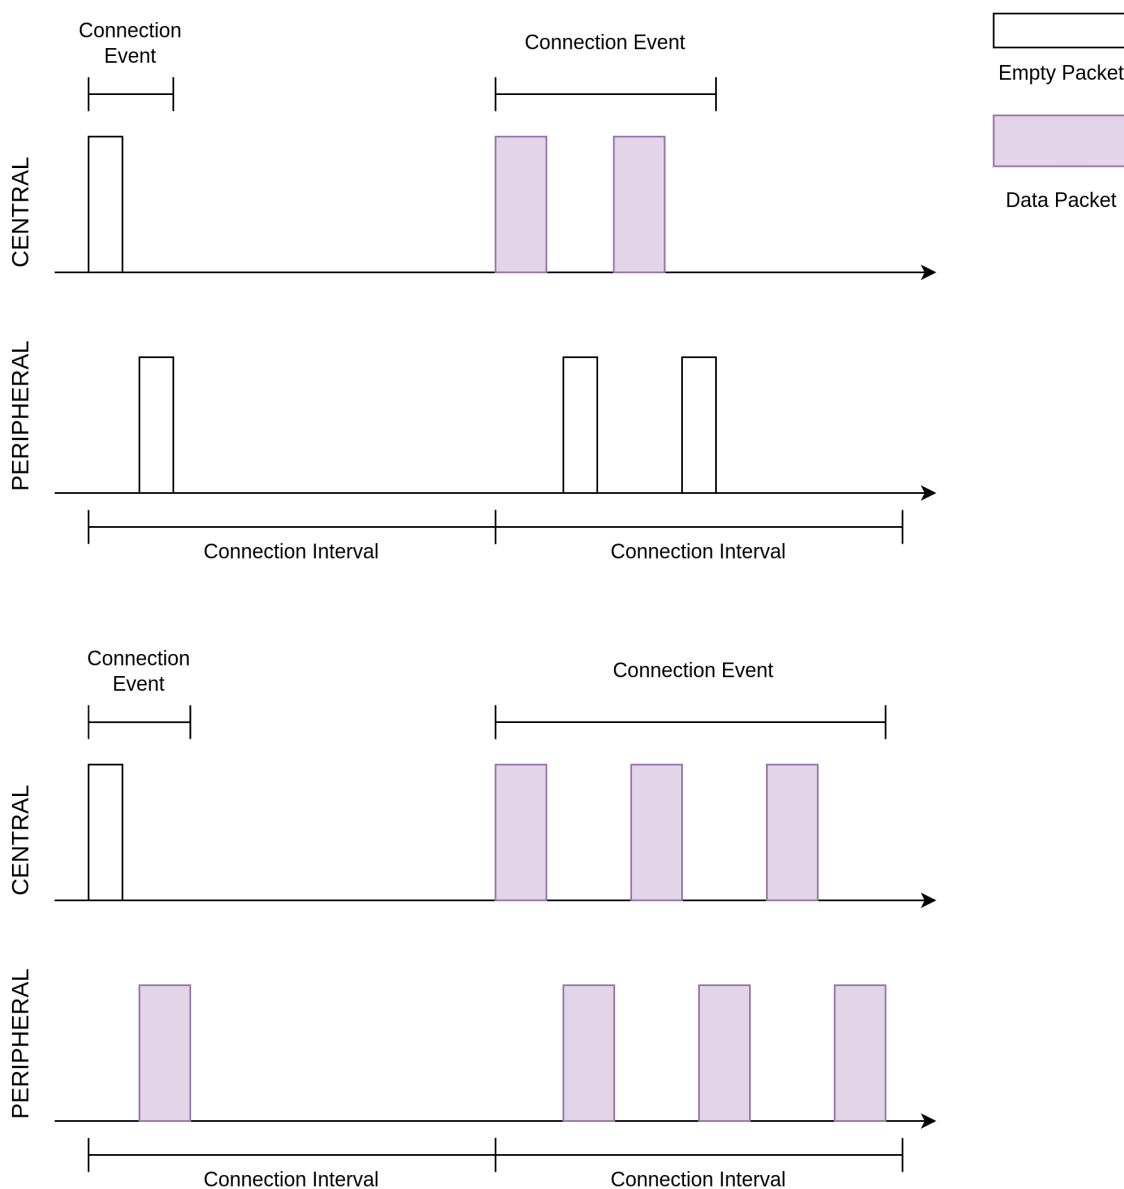 Connection
Event
Connection Event
Empty Packet
Data Packet
CENTRAL
PERIPHERAL
Connection Interval
Connection Interval
Connection
Event
Connection Event
CENTRAL
PERIPHERAL
Connection Interval
Connection Interval